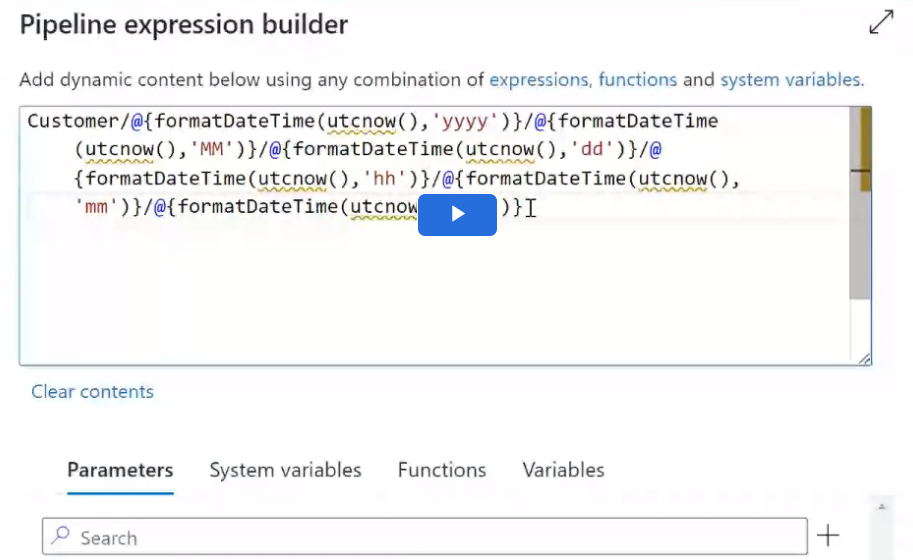 Pipeline expression builder
Add dynamic content below using any combination of expressions, functions and system variables.
Customer/@{formatDateTime(utcnow(),'yyyy')}/@{formatDateTime
(utcnow(),'MM')}/@{formatDateTime(utcnow(),'dd')}/@
{formatDateTime(utcnow(),'hh')}/@{formatDateTime(utcnow(),
'mm')}/@{formatDateTime(utcnow )}
Clear contents
Parameters System variables Functions Variables
Search